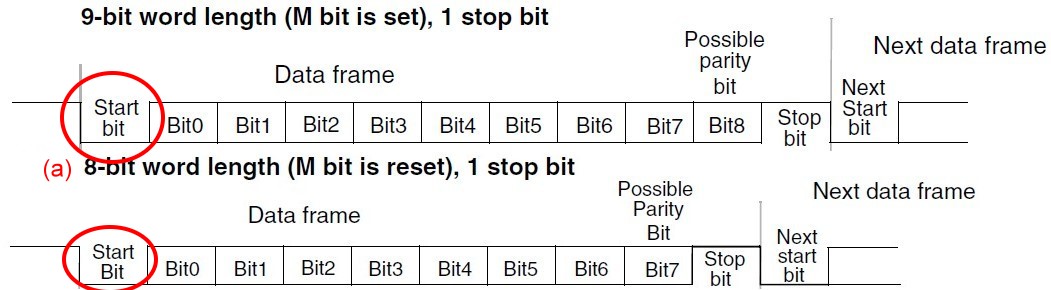 9-bit word length (M bit is set), 1 stop bit
Data frame
Possible
parity
bit
Next data frame
Start
bit
Bit0
Bit1
Bit2
Bit3
Bit4
Bit5
Bit6
Bit7
Bit8
Stop
bit
Next
Start
bit
(a) 8-bit word length (M bit is reset), 1 stop bit
Data frame
Possible
Parity
Bit
Next data frame
Start
Bit
Bit0
Bit1
Bit2
Bit3
Bit4
Bit5
Bit6
Bit7
Stop
bit
Next
start
bit